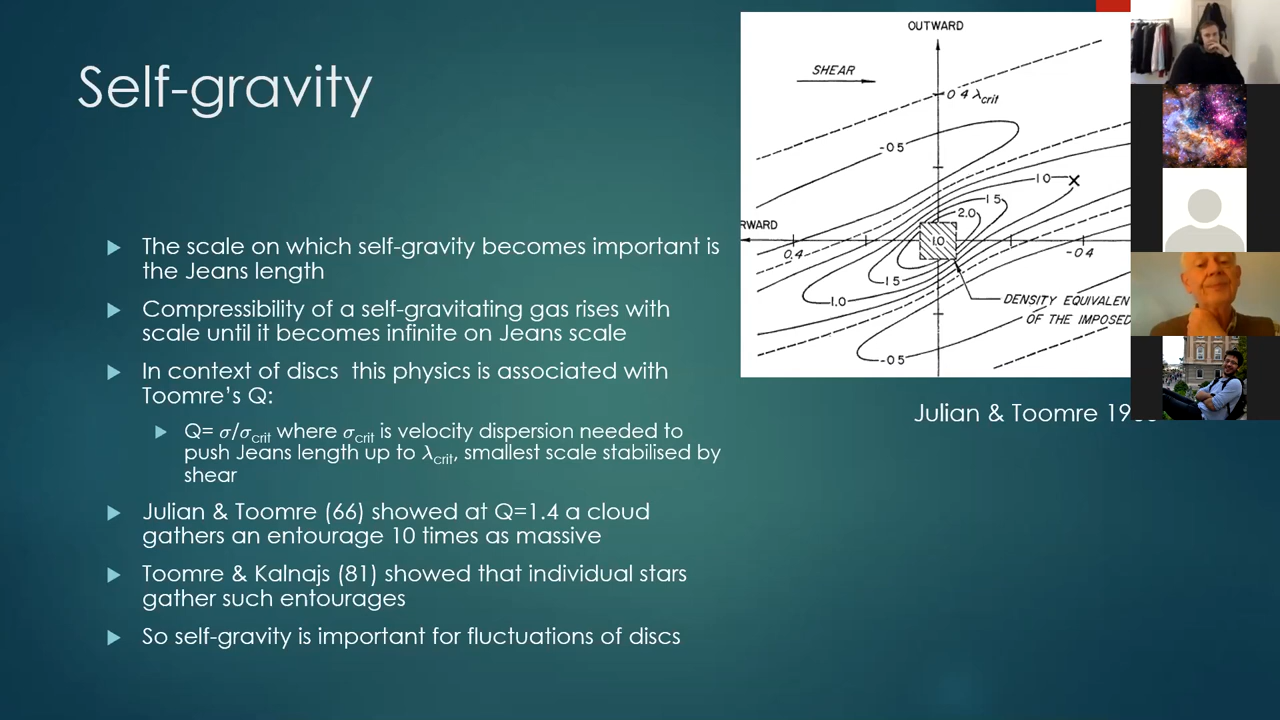 Self-gravity
The scale on which self-gravity becomes important is
the Jeans length
Compressibility of a self-gravitating gas rises with
scale until it becomes infinite on Jeans scale
In context of discs this physics is associated with
Toomre's Q:
Q= σ/σcrit where σcrit is velocity dispersion needed to
push Jeans length up to λcrit, smallest scale stabilised by
shear
Julian & Toomre (66) showed at Q=1.4 a cloud
gathers an entourage 10 times as massive
Toomre & Kalnajs (81) showed that individual stars
gather such entourages
So self-gravity is important for fluctuations of discs
OUTWARD
SHEAR
0 4 λcrit
-0 5
1 0
X
1 5
2.0
RWARD
1.0
0.4
-0 4
1 5
1.0
DENSITY EQUIVALEN
OF THE IMPOSED
-0 5
Julian & Toomre 19